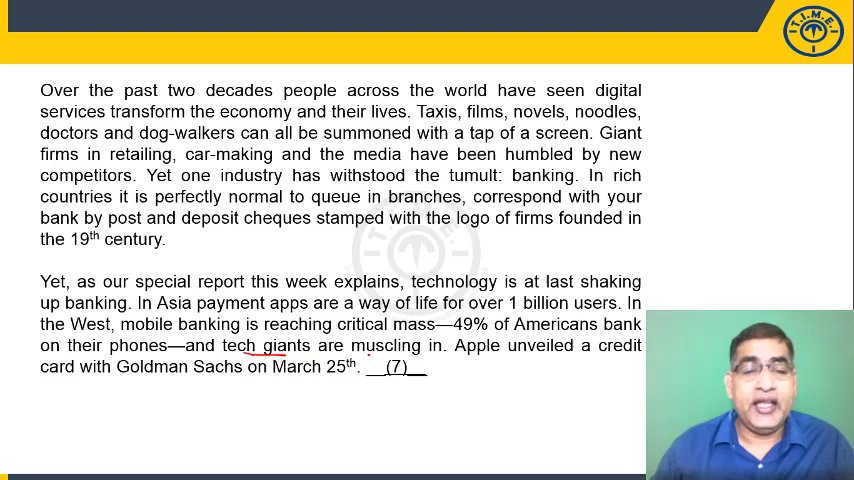 T.I.M.E.
Over the past two decades people across the world have seen digital
services transform the economy and their lives. Taxis, films, novels, noodles,
doctors and dog-walkers can all be summoned with a tap of a screen. Giant
firms in retailing, car-making and the media have been humbled by new
competitors. Yet one industry has withstood the tumult: banking. In rich
countries it is perfectly normal to queue in branches, correspond with your
bank by post and deposit cheques stamped with the logo of firms founded in
the 19th century.
Yet, as our special report this week explains, technology is at last shaking
up banking. In Asia payment apps are a way of life for over 1 billion users. In
the West, mobile banking is reaching critical mass—49% of Americans bank
on their phones—and tech giants are muscling in. Apple unveiled a credit
card with Goldman Sachs on March 25th. __(7)__